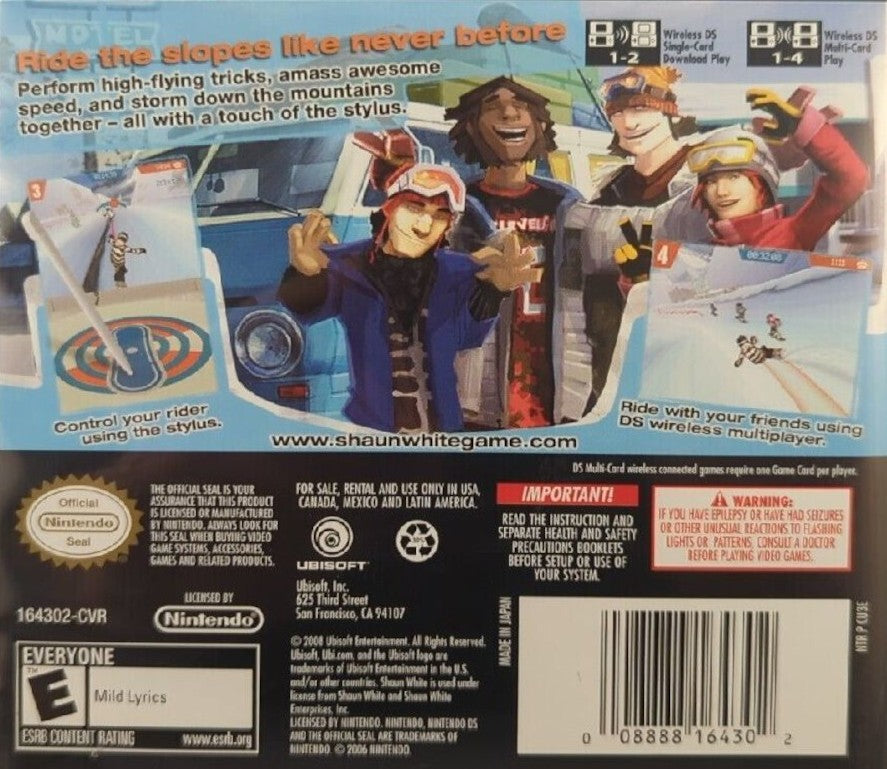 MOTEL
Ride the slopes like never before
Perform high-flying tricks, amass awesome
speed, and storm down the mountains
together – all with a touch of the stylus.
1-2
Wireless DS
Single-Card
Download Play
1-4
Wireless DS
Multi-Card
Play
3
4
00:32:08
Control your rider
using the stylus.
Ride with your friends using
DS wireless multiplayer.
www.shaunwhitegame.com
DS Multi-Card wireless connected games require one Game Card per player.
Official
Nintendo
Seal
THE OFFICIAL SEAL IS YOUR
ASSURANCE THAT THIS PRODUCT
IS LICENSED OR MANUFACTURED
BY NINTENDO. ALWAYS LOOK FOR
THIS SEAL WHEN BUYING VIDEO
GAME SYSTEMS, ACCESSORIES,
GAMES AND RELATED PRODUCTS.
FOR SALE, RENTAL AND USE ONLY IN USA,
CANADA, MEXICO AND LATIN AMERICA.
UBISOFT
Ubisoft, Inc.
625 Third Street
San Francisco, CA 94107
IMPORTANT!
READ THE INSTRUCTION AND
SEPARATE HEALTH AND SAFETY
PRECAUTIONS BOOKLETS
BEFORE SETUP OR USE OF
YOUR SYSTEM.
WARNING:
IF YOU HAVE EPILEPSY OR HAVE HAD SEIZURES
OR OTHER UNUSUAL REACTIONS TO FLASHING
LIGHTS OR PATTERNS, CONSULT A DOCTOR
BEFORE PLAYING VIDEO GAMES.
164302-CVR
LICENSED BY
Nintendo
EVERYONE
E
TM
Mild Lyrics
ESRB CONTENT RATING
www.esrb.org
© 2008 Ubisoft Entertainment. All Rights Reserved.
Ubisoft, Ubi.com, and the Ubisoft logo are
trademarks of Ubisoft Entertainment in the U.S.
and/or other countries. Shaun White is used under
license from Shaun White and Shaun White
Enterprises, Inc.
LICENSED BY NINTENDO. NINTENDO, NINTENDO DS
AND THE OFFICIAL SEAL ARE TRADEMARKS OF
NINTENDO. © 2006 NINTENDO.
MADE IN JAPAN
0 08888 16430 2
NTR P CU3E